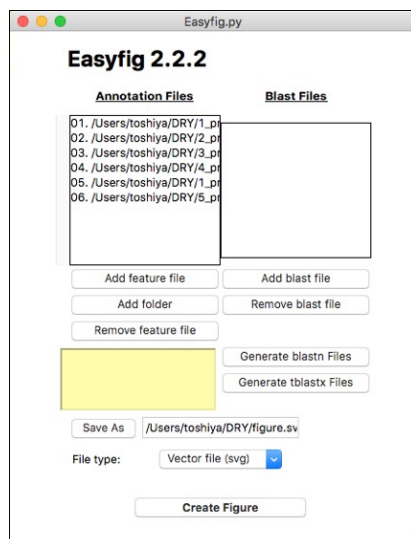 Easyfig.py
Easyfig 2.2.2
Annotation Files
Blast Files
01. /Users/toshiya/DRY/1_pr
02. /Users/toshiya/DRY/2_pr
03. /Users/toshiya/DRY/3_pr
04. /Users/toshiya/DRY/4_pr
05. /Users/toshiya/DRY/1_pr
06. /Users/toshiya/DRY/5_pr
Add feature file
Add blast file
Add folder
Remove blast file
Remove feature file
Generate blastn Files
Generate tblastx Files
Save As
/Users/toshiya/DRY/figure.sv
File type:
Vector file (svg)
Create Figure